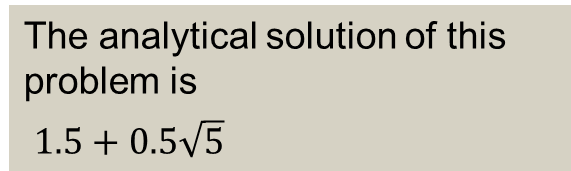 The analytical solution of this
problem is
1.5 + 0.5√5